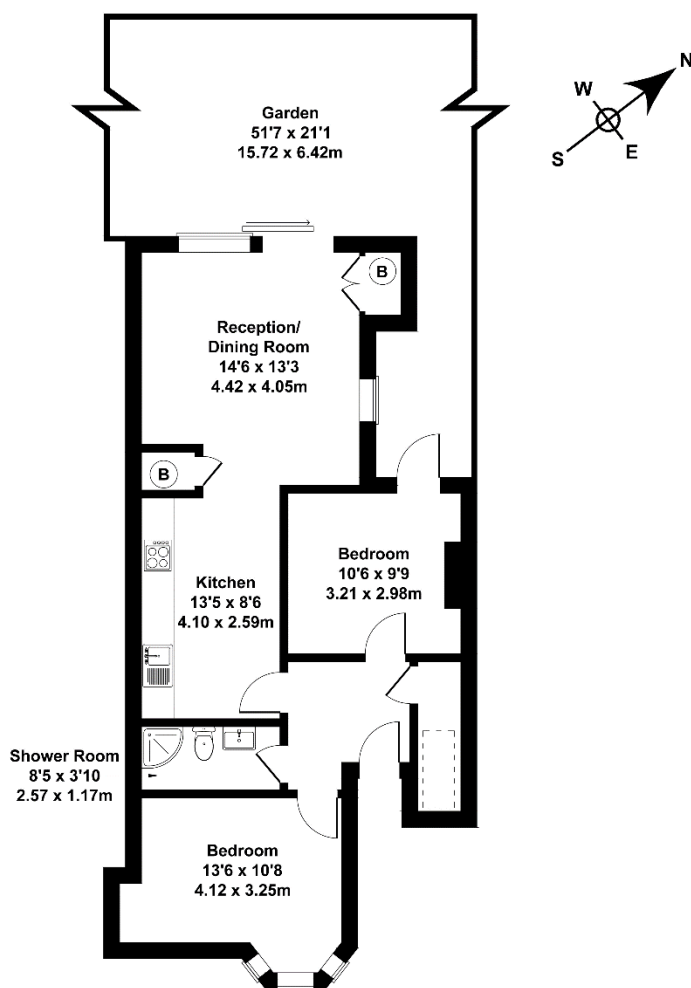 Garden
51'7 x 21'1
15.72 x 6.42m
N
W
S
E
B
Reception/
Dining Room
14'6 x 13'3
4.42 x 4.05m
B
Bedroom
10'6 x 9'9
3.21 x 2.98m
Kitchen
13'5 x 8'6
4.10 x 2.59m
Shower Room
8'5 x 3'10
2.57 x 1.17m
Bedroom
13'6 x 10'8
4.12 x 3.25m